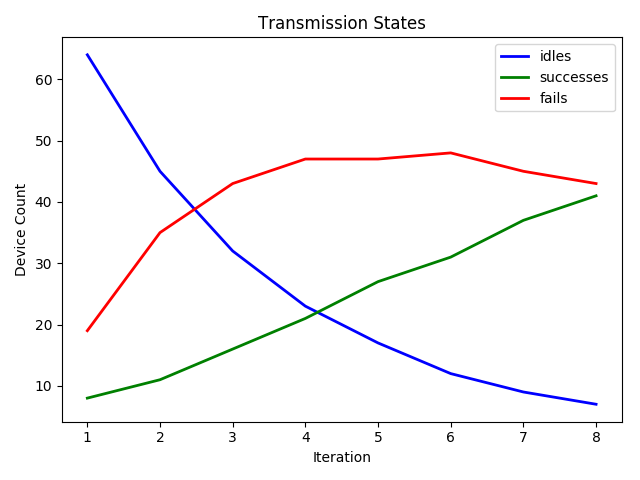 Transmission States
idles
successes
fails
Device Count
60
50
40
30
20
10
1 2 3 4 5 6 7 8
Iteration